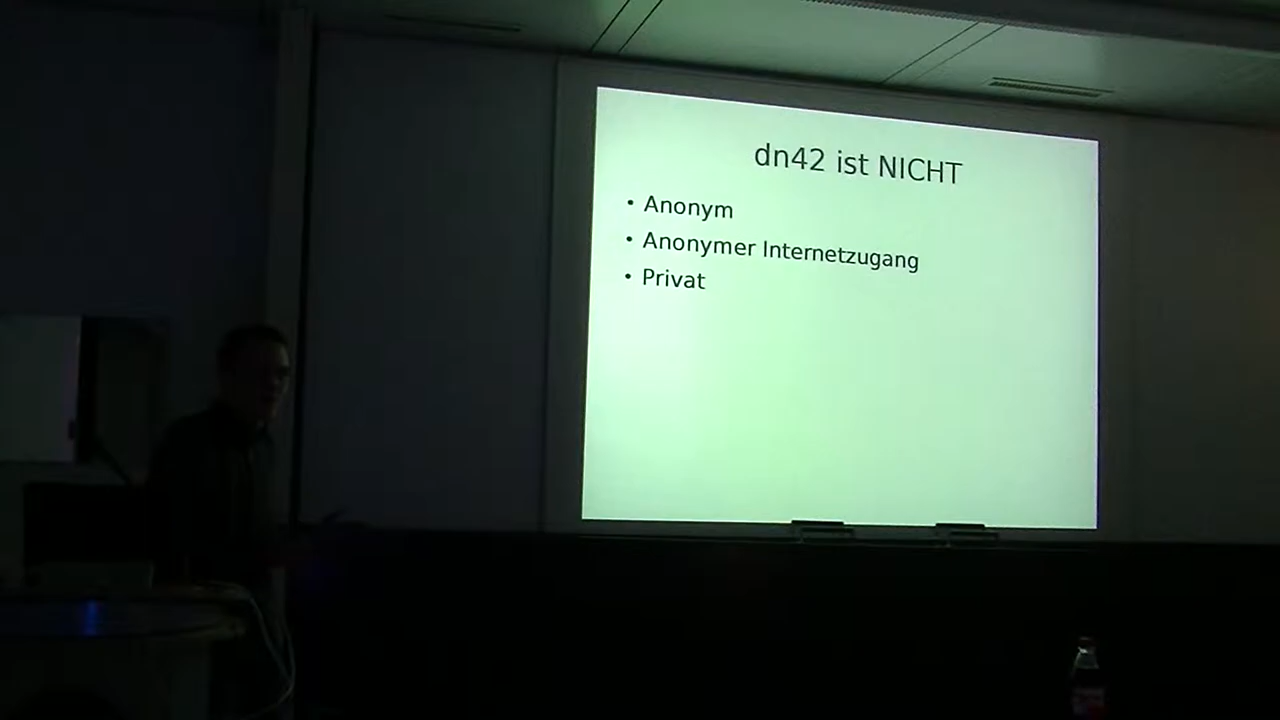 dn42 ist NICHT
• Anonym
• Anonymer Internetzugang
• Privat